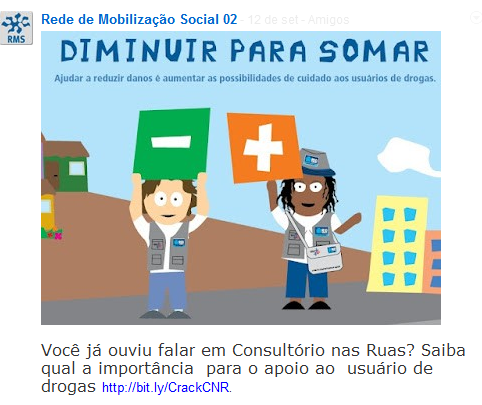 Rede de Mobilização Social 02 - 12 de set - Amigos
RMS
DIMINUIR PARA SOMAR
Ajudar a reduzir danos é aumentar as possibilidades de cuidado aos usuários de drogas.
Você já ouviu falar em Consultório nas Ruas? Saiba
qual a importância para o apoio ao usuário de
drogas http://bit.ly/CrackCNR.